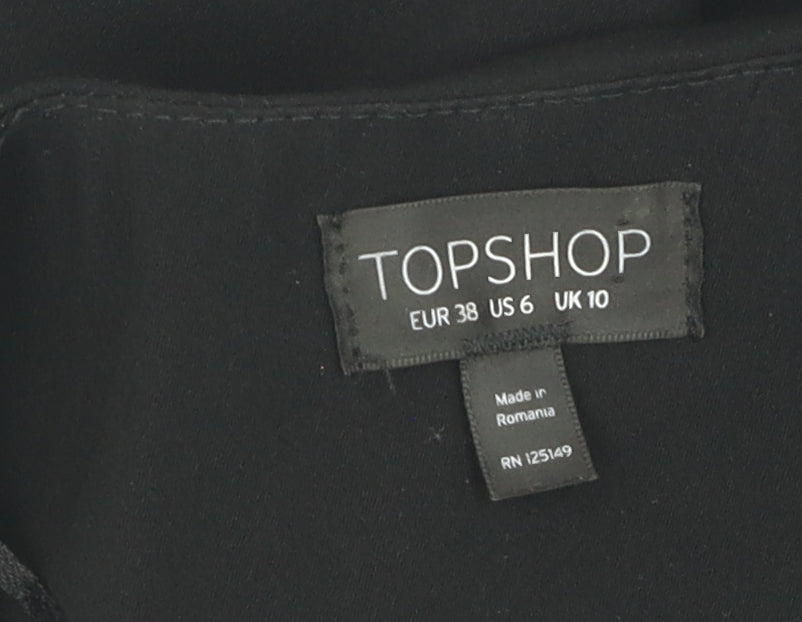 TOPSHOP
EUR 38 US 6 UK 10
Made in
Romania
RN 125149